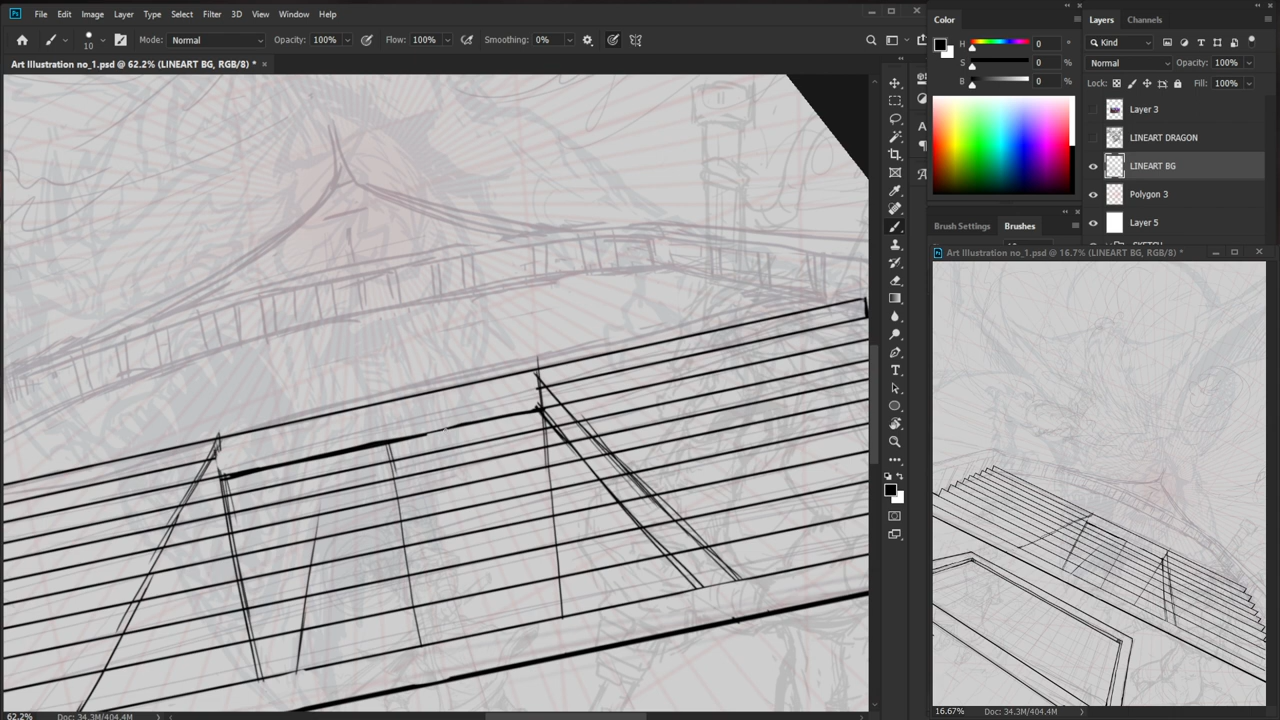 File Edit Image Layer Type Select Filter 3D View Window Help
10 Mode: Normal Opacity: 100% Flow: 100% Smoothing: 0%
Art Illustration no_1.psd @ 62.2% (LINEART BG, RGB/8) *
62.2% Doc: 34.3M/404.4M
Color
H 0 °
S 0 %
B 0 %
Brush Settings Brushes
Layers Channels
Kind
Normal Opacity: 100%
Lock: Fill: 100%
Layer 3
LINEART DRAGON
LINEART BG
Polygon 3
Layer 5
SKETCH
Art Illustration no_1.psd @ 16.7% (LINEART BG, RGB/8) *
16.67% Doc: 34.3M/404.4M